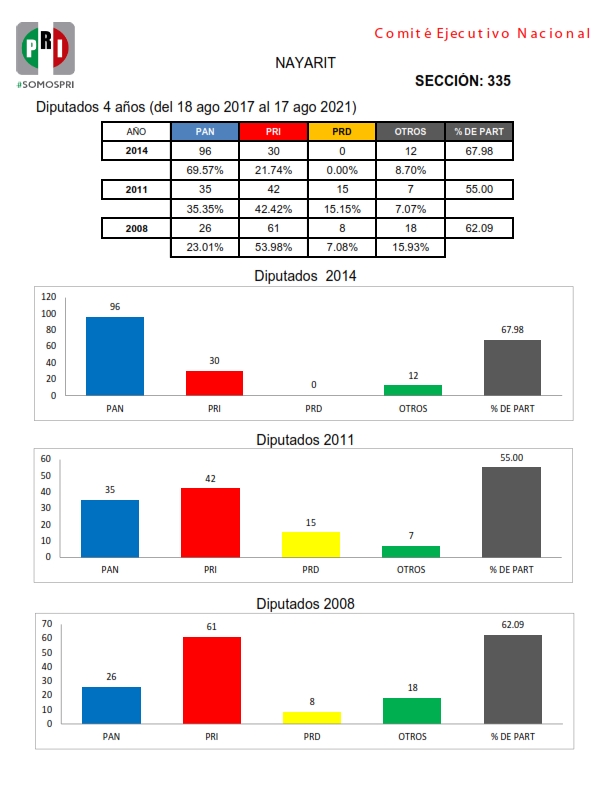 Comité Ejecutivo Nacional
PRI
#SOMOSPRI
NAYARIT
SECCIÓN: 335
Diputados 4 años (del 18 ago 2017 al 17 ago 2021)
AÑO PAN PRI PRD OTROS % DE PART
2014 96 30 0 12 67.98
69.57% 21.74% 0.00% 8.70%
2011 35 42 15 7 55.00
35.35% 42.42% 15.15% 7.07%
2008 26 61 8 18 62.09
23.01% 53.98% 7.08% 15.93%
Diputados 2014
120
100
80
60
40
20
0
96 30 0 12 67.98
PAN PRI PRD OTROS % DE PART
Diputados 2011
60
50
40
30
20
10
0
35 42 15 7 55.00
PAN PRI PRD OTROS % DE PART
Diputados 2008
70
60
50
40
30
20
10
0
26 61 8 18 62.09
PAN PRI PRD OTROS % DE PART